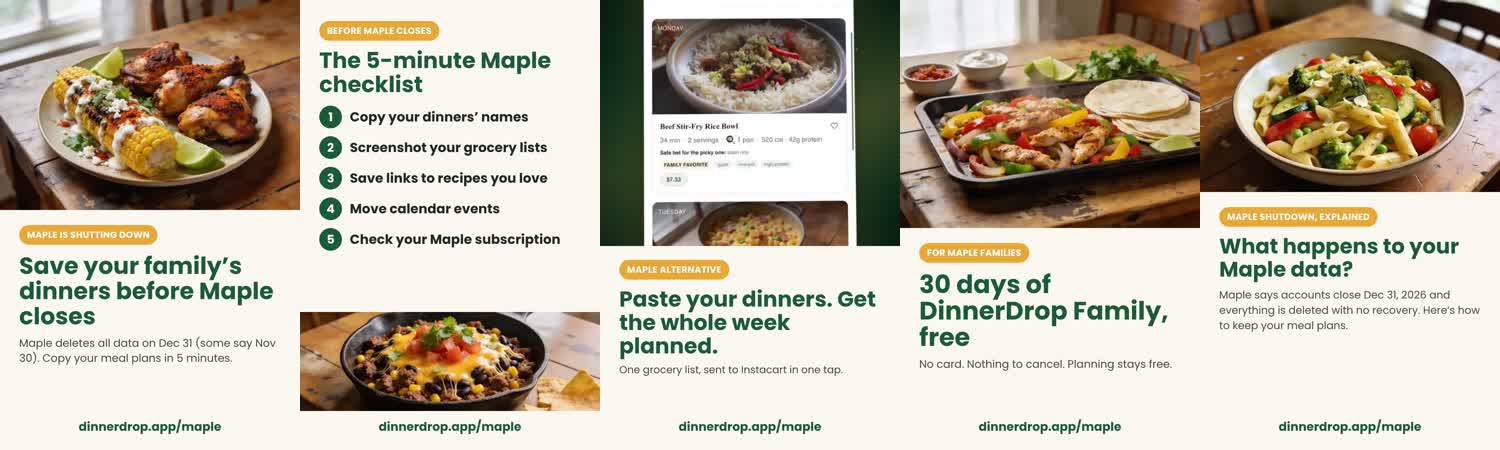 MAPLE IS SHUTTING DOWN
Save your family's
dinners before Maple
closes
Maple deletes all data on Dec 31 (some say Nov
30). Copy your meal plans in 5 minutes.
dinnerdrop.app/maple
BEFORE MAPLE CLOSES
The 5-minute Maple
checklist
1 Copy your dinners' names
2 Screenshot your grocery lists
3 Save links to recipes you love
4 Move calendar events
5 Check your Maple subscription
dinnerdrop.app/maple
MONDAY
Beef Stir-Fry Rice Bowl
34 min · 2 servings · 1 pan · 520 cal · 42g protein
Safe bet for the picky one:
FAMILY FAVORITE
$7.33
TUESDAY
MAPLE ALTERNATIVE
Paste your dinners. Get
the whole week
planned.
One grocery list, sent to Instacart in one tap.
dinnerdrop.app/maple
FOR MAPLE FAMILIES
30 days of
DinnerDrop Family,
free
No card. Nothing to cancel. Planning stays free.
dinnerdrop.app/maple
MAPLE SHUTDOWN, EXPLAINED
What happens to your
Maple data?
Maple says accounts close Dec 31, 2026 and
everything is deleted with no recovery. Here's how
to keep your meal plans.
dinnerdrop.app/maple